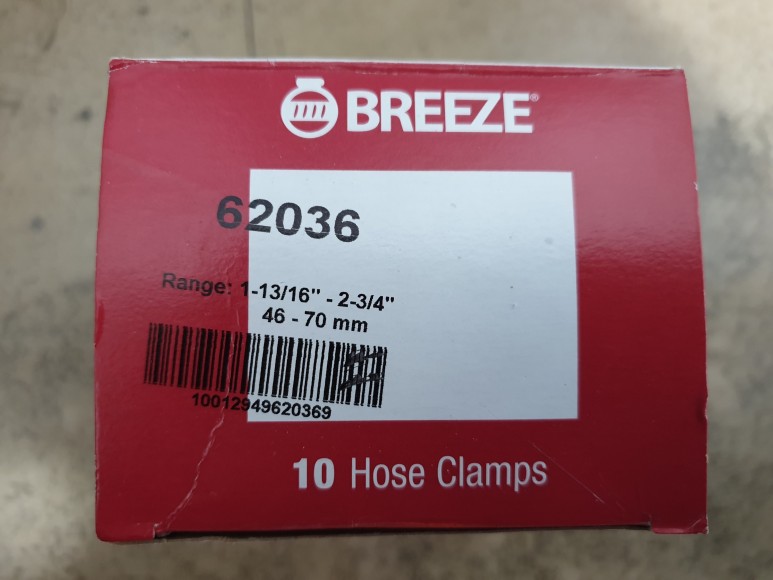 BREEZE®
62036
Range: 1-13/16" - 2-3/4"
46 - 70 mm
10012949620369
10 Hose Clamps